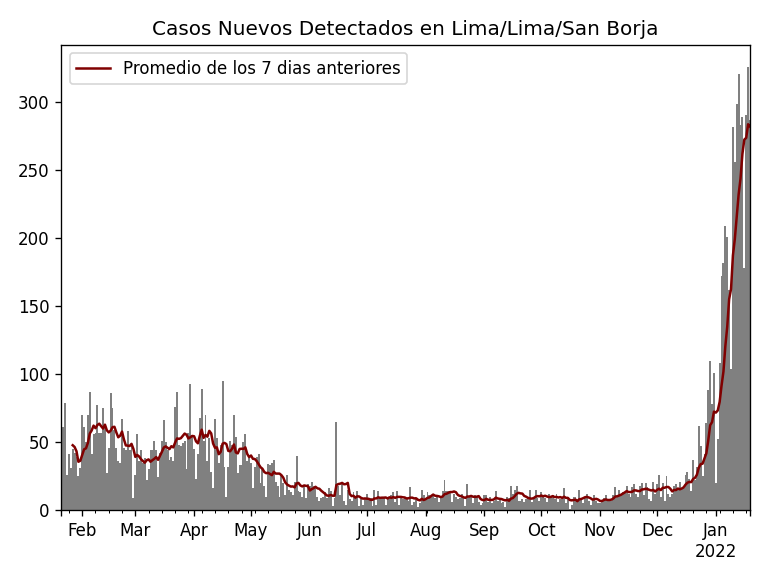 Casos Nuevos Detectados en Lima/Lima/San Borja
Promedio de los 7 dias anteriores
300
250
200
150
100
50
0
Feb Mar Apr May Jun Jul Aug Sep Oct Nov Dec Jan
2022